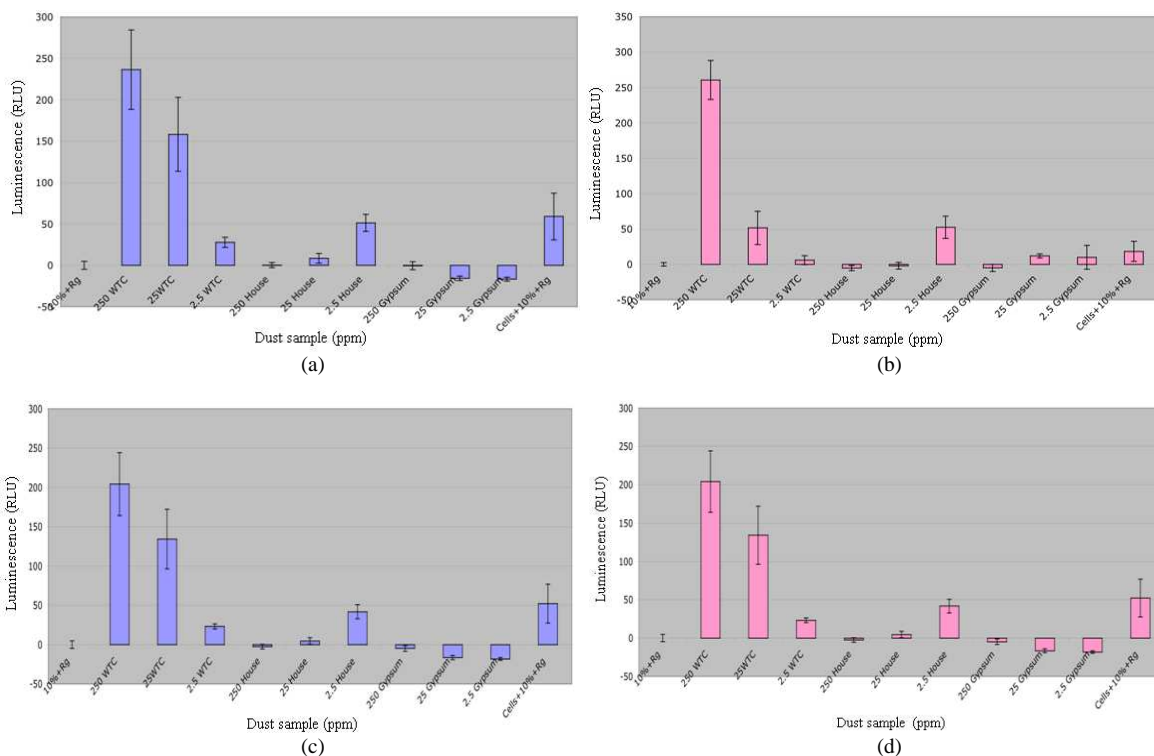 Luminescence (RLU)
300
250
200
150
100
50
0
-50
10%+Rg
250 WTC
25WTC
2.5 WTC
250 House
25 House
2.5 House
250 Gypsum
25 Gypsum
2.5 Gypsum
Cells+10%+Rg
Dust sample (ppm)
(a)
Luminescence (RLU)
350
300
250
200
150
100
50
0
-50
10%+Rg
250 WTC
25WTC
2.5 WTC
250 House
25 House
2.5 House
250 Gypsum
25 Gypsum
2.5 Gypsum
Cells+10%+Rg
Dust sample (ppm)
(b)
Luminescence (RLU)
300
250
200
150
100
50
0
-50
10%+Rg
250 WTC
25WTC
2.5 WTC
250 House
25 House
2.5 House
250 Gypsum
25 Gypsum
2.5 Gypsum
Cells+10%+Rg
Dust sample (ppm)
(c)
Luminescence (RLU)
300
250
200
150
100
50
0
-50
10%+Rg
250 WTC
25WTC
2.5 WTC
250 House
25 House
2.5 House
250 Gypsum
25 Gypsum
2.5 Gypsum
Cells+10%+Rg
Dust sample (ppm)
(d)